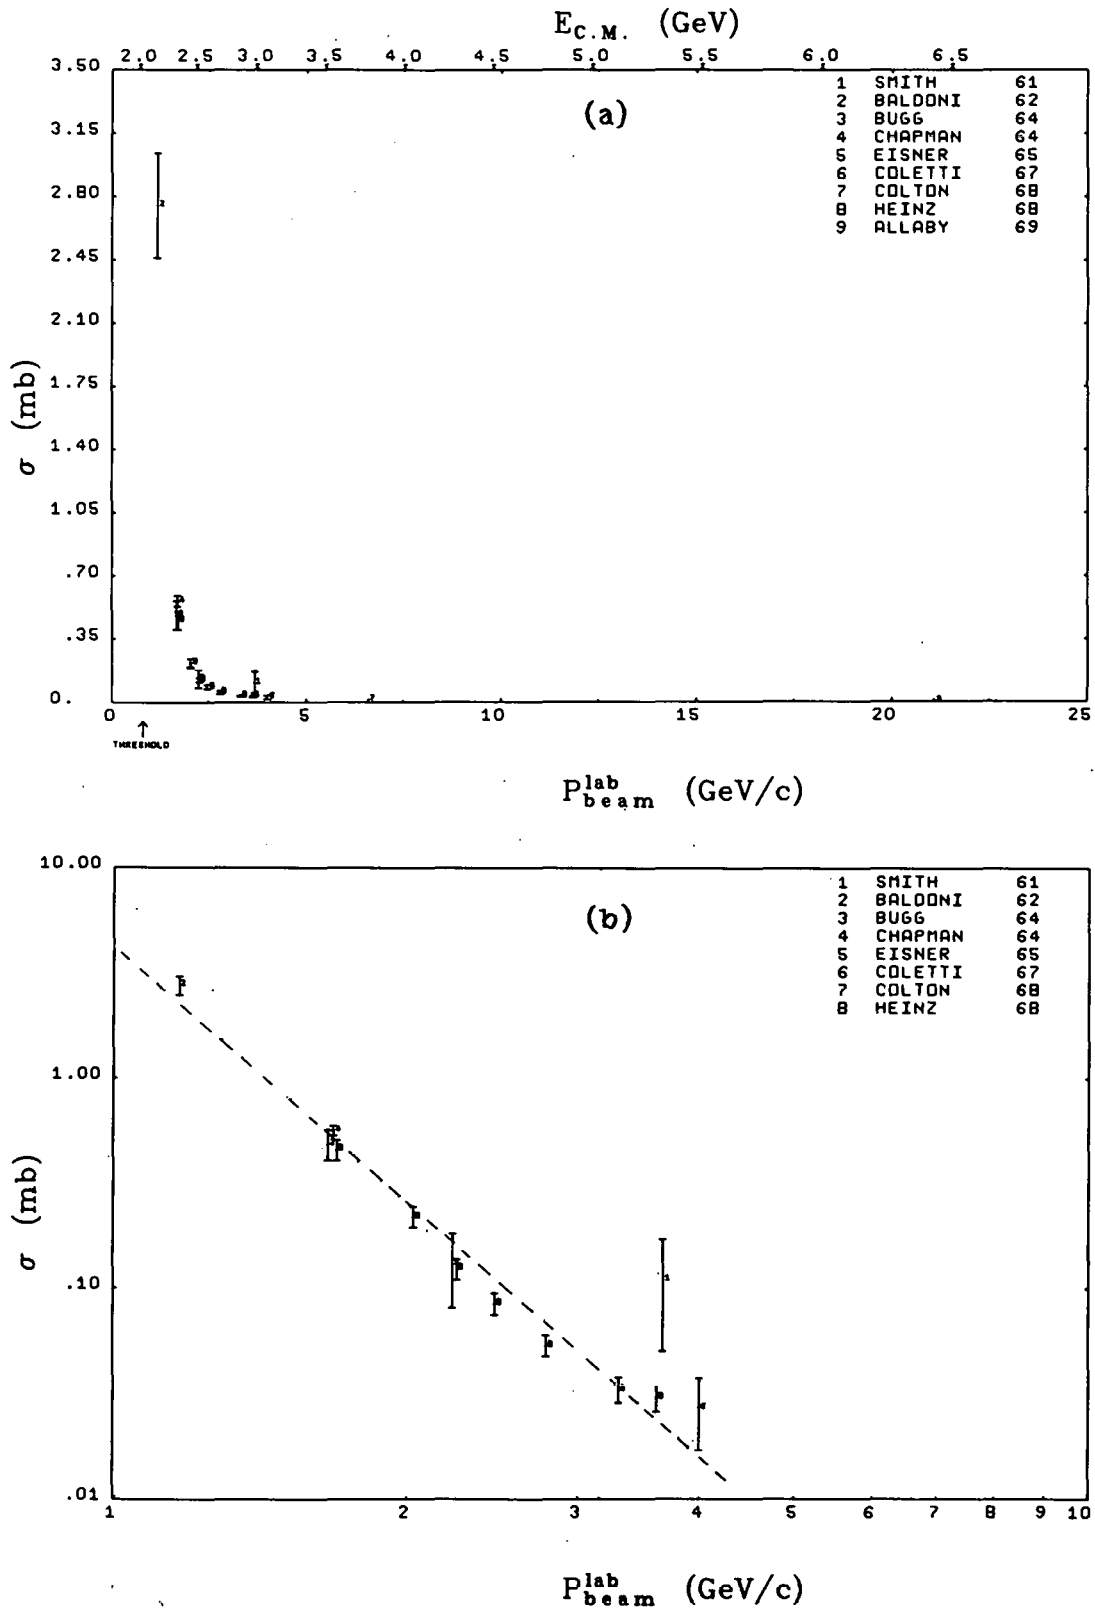 E_C.M. (GeV)
2.0 2.5 3.0 3.5 4.0 4.5 5.0 5.5 6.0 6.5
3.50
3.15
2.80
2.45
2.10
1.75
1.40
1.05
.70
.35
0.
σ (mb)
(a)
1 SMITH 61
2 BALDONI 62
3 BUGG 64
4 CHAPMAN 64
5 EISNER 65
6 COLETTI 67
7 COLTON 68
8 HEINZ 68
9 ALLABY 69
0 5 10 15 20 25
↑
THRESHOLD
P^lab_beam (GeV/c)
10.00
1.00
.10
.01
σ (mb)
(b)
1 SMITH 61
2 BALDONI 62
3 BUGG 64
4 CHAPMAN 64
5 EISNER 65
6 COLETTI 67
7 COLTON 68
8 HEINZ 68
1 2 3 4 5 6 7 8 9 10
P^lab_beam (GeV/c)